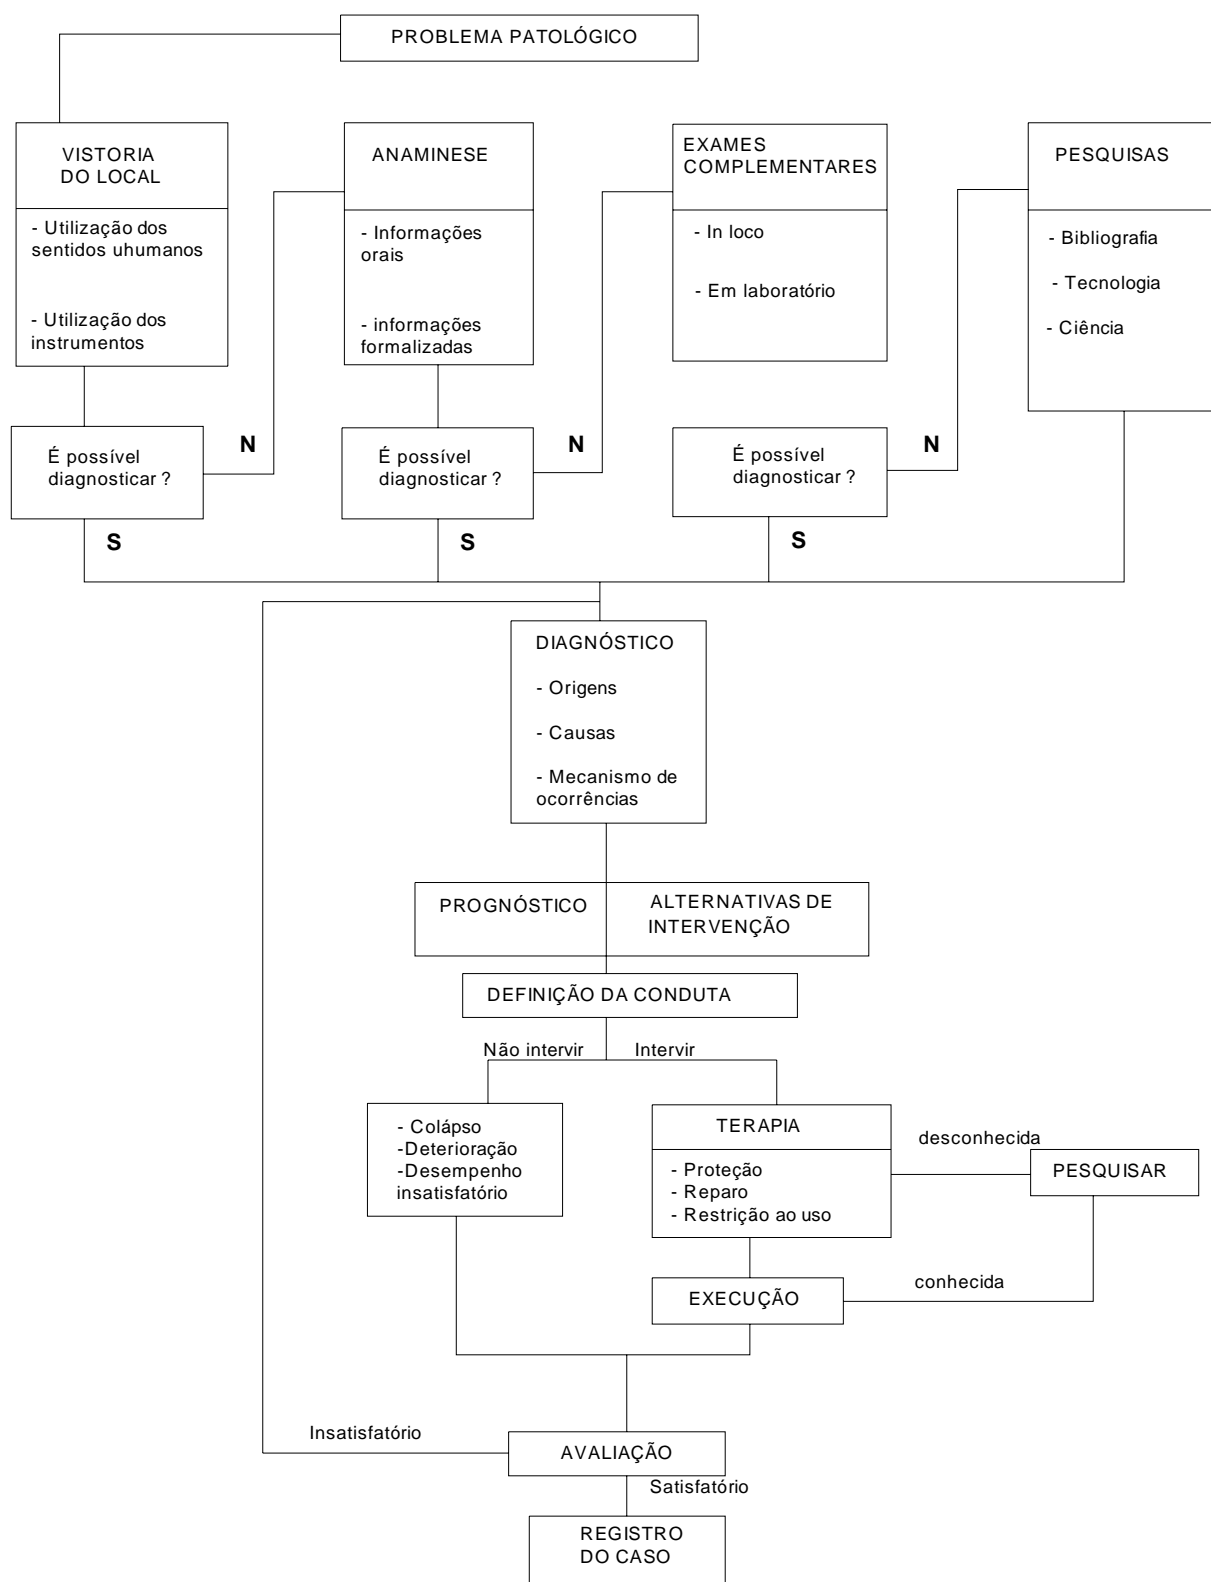 PROBLEMA PATOLÓGICO
VISTORIA
DO LOCAL
- Utilização dos
sentidos uhumanos
- Utilização dos
instrumentos
ANAMINESE
- Informações
orais
- informações
formalizadas
EXAMES
COMPLEMENTARES
- In loco
- Em laboratório
PESQUISAS
- Bibliografia
- Tecnologia
- Ciência
É possível
diagnosticar ?
N
S
É possível
diagnosticar ?
N
S
É possível
diagnosticar ?
N
S
DIAGNÓSTICO
- Origens
- Causas
- Mecanismo de
ocorrências
PROGNÓSTICO
ALTERNATIVAS DE
INTERVENÇÃO
DEFINIÇÃO DA CONDUTA
Não intervir
Intervir
- Colápso
-Deterioração
-Desempenho
insatisfatório
TERAPIA
- Proteção
- Reparo
- Restrição ao uso
desconhecida
PESQUISAR
EXECUÇÃO
conhecida
Insatisfatório
AVALIAÇÃO
Satisfatório
REGISTRO
DO CASO